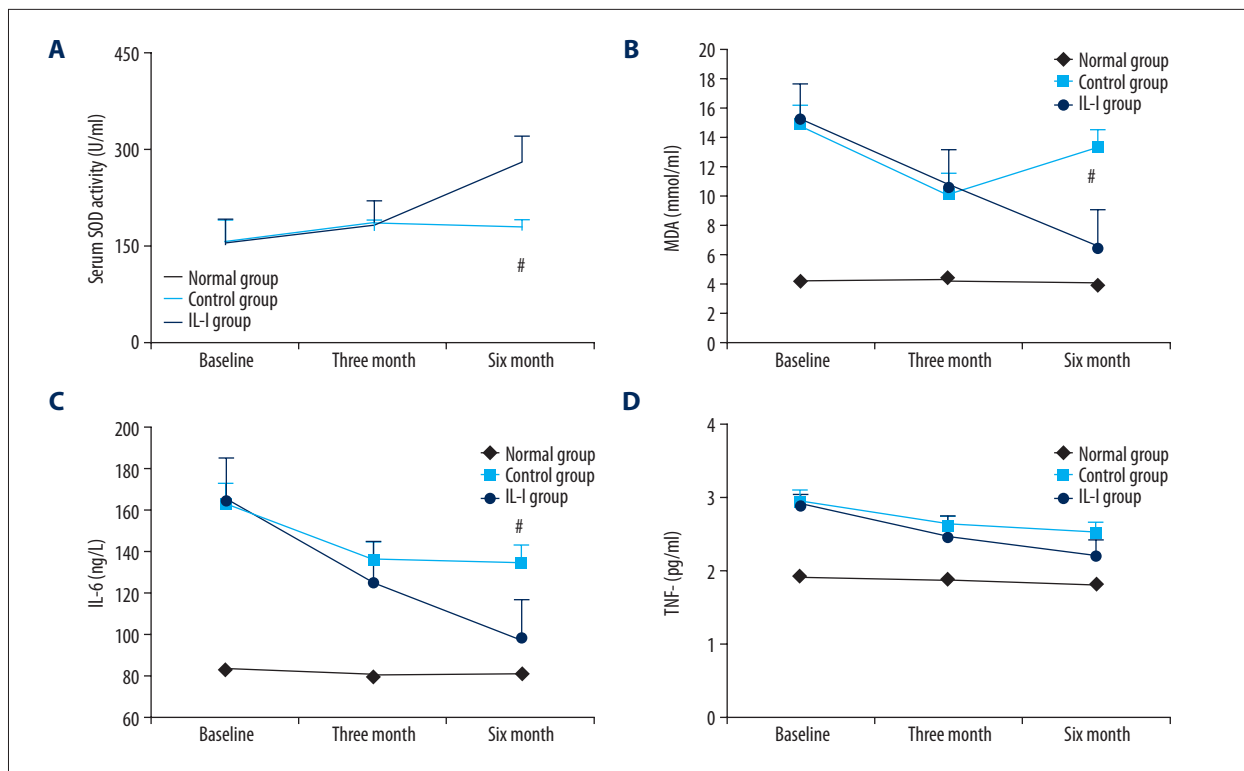 A
Serum SOD activity (U/ml)
450
300
150
0
Normal group
Control group
IL-I group
#
Baseline
Three month
Six month
B
MDA (mmol/ml)
20
18
16
14
12
10
8
6
4
2
0
Normal group
Control group
IL-I group
#
Baseline
Three month
Six month
C
IL-6 (ng/L)
200
180
160
140
120
100
80
60
Normal group
Control group
IL-I group
#
Baseline
Three month
Six month
D
TNF- (pg/ml)
4
3
2
1
0
Normal group
Control group
IL-I group
Baseline
Three month
Six month